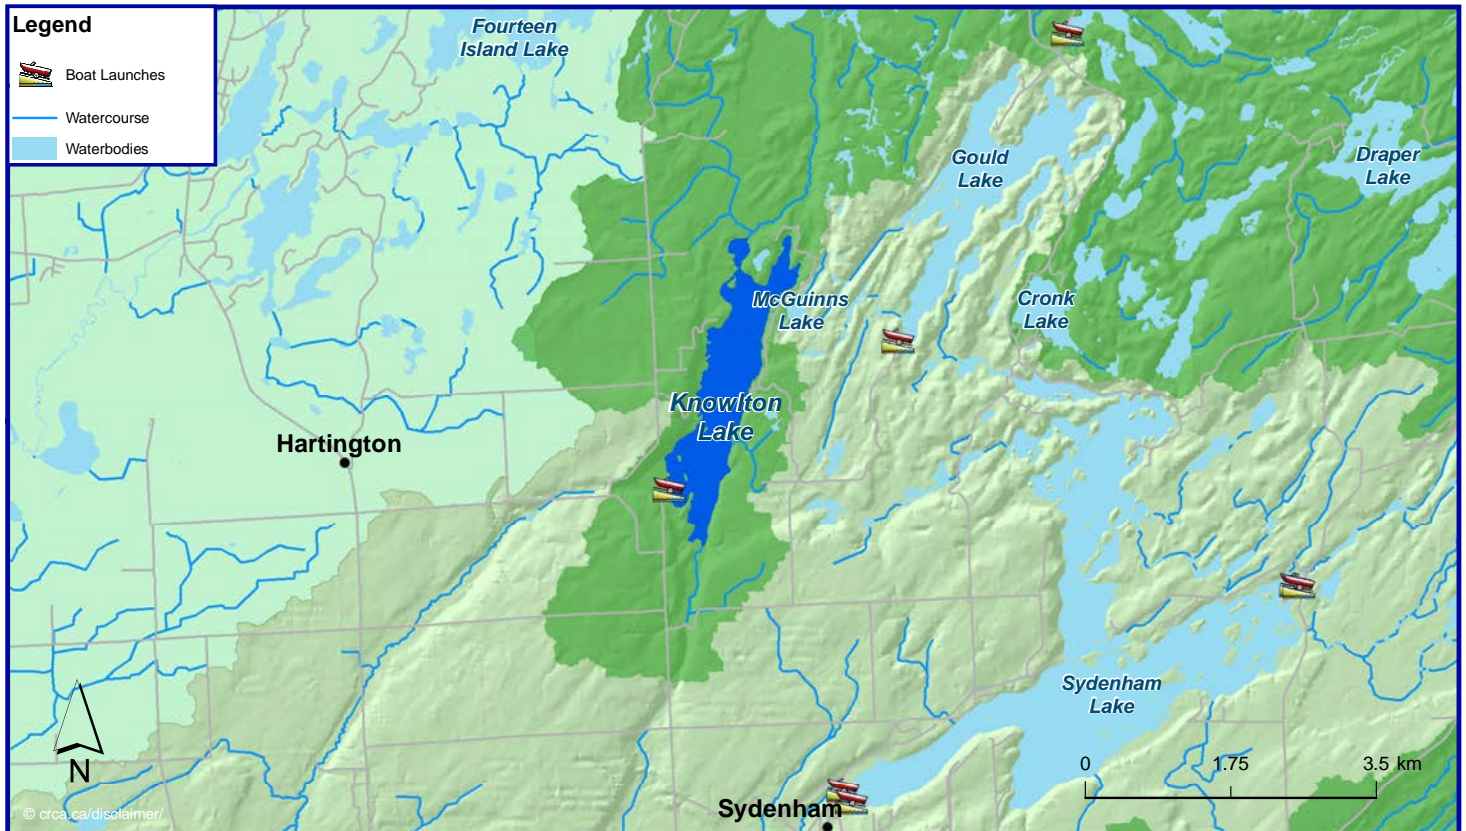 Legend
Boat Launches
Watercourse
Waterbodies
Fourteen
Island Lake
Gould
Lake
Draper
Lake
McGuinns
Lake
Cronk
Lake
Knowlton
Lake
Hartington
Sydenham
Lake
N
0 1.75 3.5 km
Sydenham
© crca.ca/disclaimer/